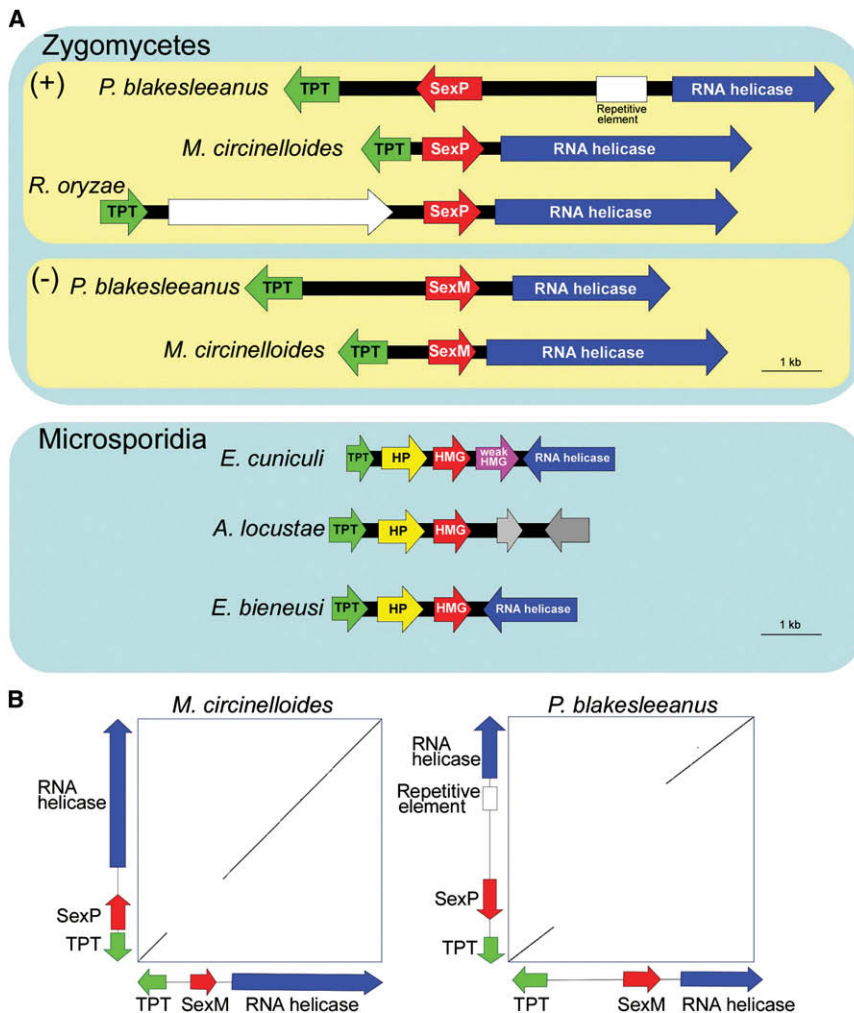 A
Zygomycetes
(+)
P. blakesleeanus
TPT
SexP
RNA helicase
Repetitive
element
M. circinelloides
TPT
SexP
RNA helicase
R. oryzae
TPT
SexP
RNA helicase
(-)
P. blakesleeanus
TPT
SexM
RNA helicase
M. circinelloides
TPT
SexM
RNA helicase
1 kb
Microsporidia
E. cuniculi
TPT
HP
HMG
weak
HMG
RNA helicase
A. locustae
TPT
HP
HMG
E. bieneusi
TPT
HP
HMG
RNA helicase
1 kb
B
M. circinelloides
RNA
helicase
SexP
TPT
TPT
SexM
RNA helicase
P. blakesleeanus
RNA
helicase
Repetitive
element
SexP
TPT
TPT
SexM
RNA helicase